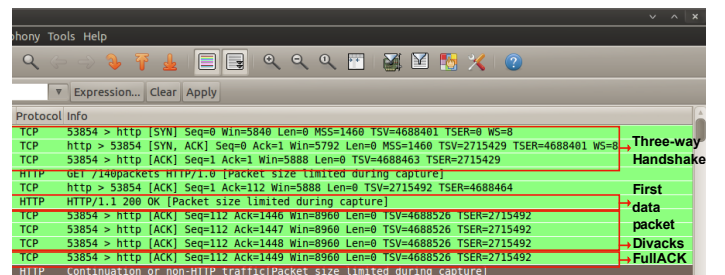 phony Tools Help
Expression... Clear Apply
Protocol Info
TCP 53854 > http [SYN] Seq=0 Win=5840 Len=0 MSS=1460 TSV=4688401 TSER=0 WS=8
TCP http > 53854 [SYN, ACK] Seq=0 Ack=1 Win=5792 Len=0 MSS=1460 TSV=2715429 TSER=4688401 WS=8
TCP 53854 > http [ACK] Seq=1 Ack=1 Win=5888 Len=0 TSV=4688463 TSER=2715429
HTTP GET /140packets HTTP/1.0 [Packet size limited during capture]
TCP http > 53854 [ACK] Seq=1 Ack=112 Win=5888 Len=0 TSV=2715492 TSER=4688464
HTTP HTTP/1.1 200 OK [Packet size limited during capture]
TCP 53854 > http [ACK] Seq=112 Ack=1446 Win=8960 Len=0 TSV=4688526 TSER=2715492
TCP 53854 > http [ACK] Seq=112 Ack=1447 Win=8960 Len=0 TSV=4688526 TSER=2715492
TCP 53854 > http [ACK] Seq=112 Ack=1448 Win=8960 Len=0 TSV=4688526 TSER=2715492
TCP 53854 > http [ACK] Seq=112 Ack=1449 Win=8960 Len=0 TSV=4688526 TSER=2715492
HTTP Continuation or non-HTTP traffic[Packet size limited during capture]
Three-way
Handshake
First
data
packet
Divacks
FullACK